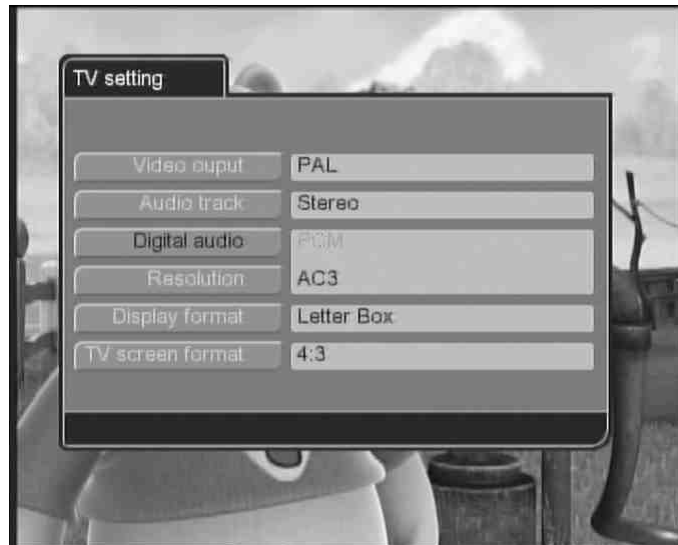 TV setting
Video ouput PAL
Audio track Stereo
Digital audio PCM
Resolution AC3
Display format Letter Box
TV screen format 4:3